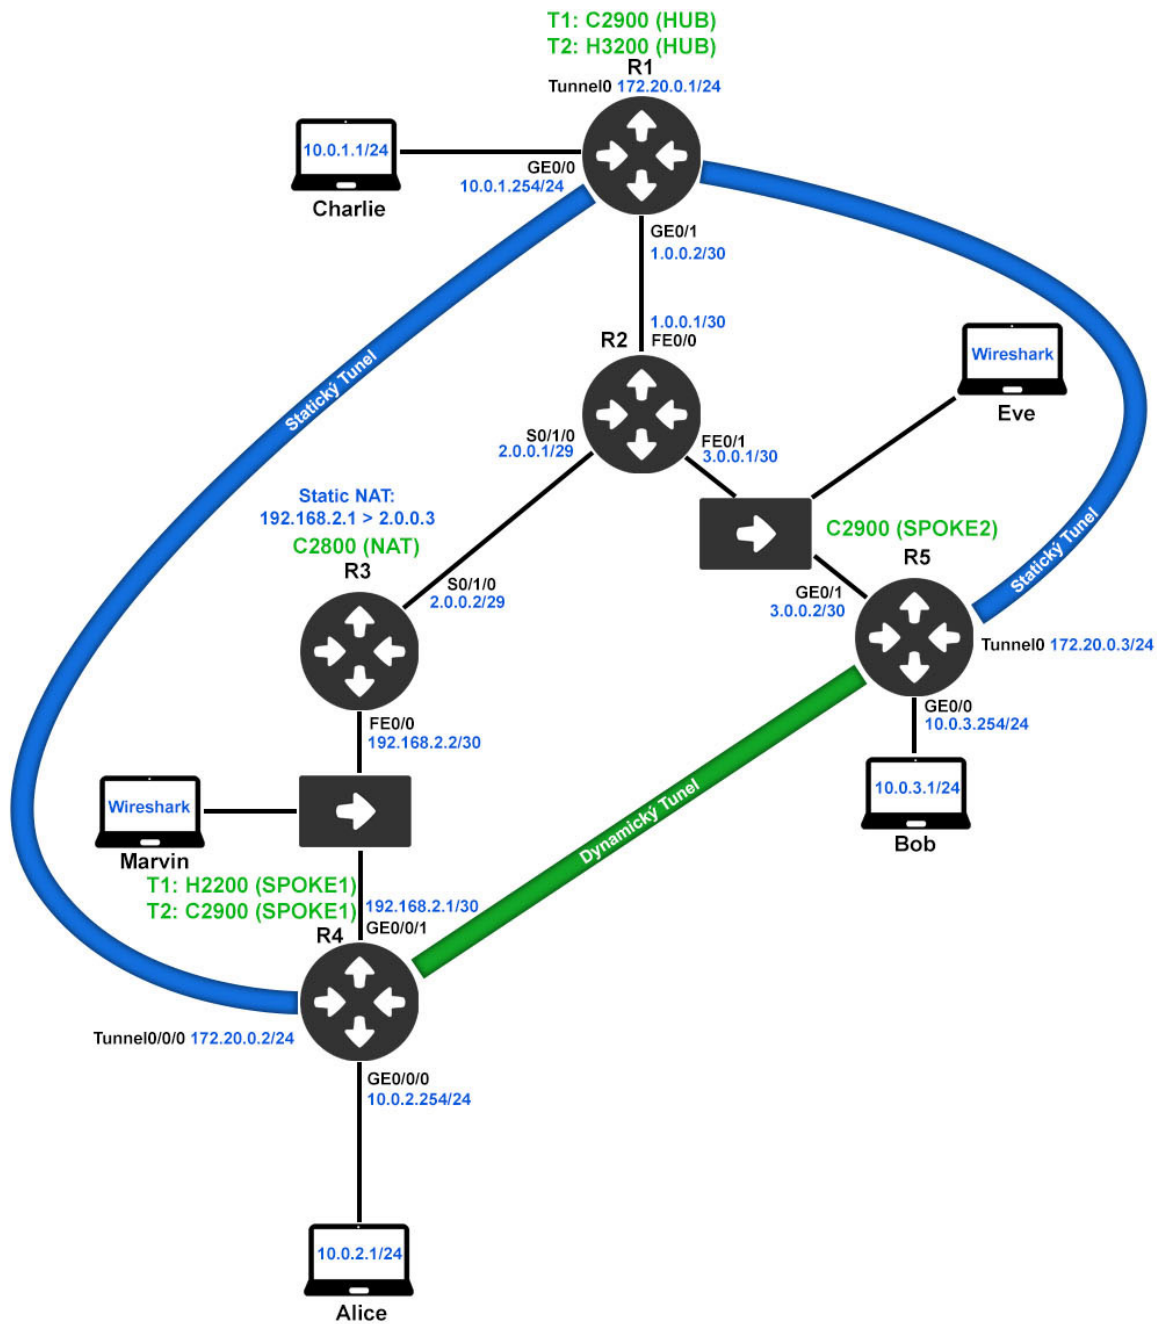 T1: C2900 (HUB)
T2: H3200 (HUB)
R1
Tunnel0 172.20.0.1/24
10.0.1.1/24
Charlie
GE0/0
10.0.1.254/24
GE0/1
1.0.0.2/30
1.0.0.1/30
FE0/0
R2
Wireshark
Eve
Statický Tunel
S0/1/0
2.0.0.1/29
FE0/1
3.0.0.1/30
Static NAT:
192.168.2.1 > 2.0.0.3
C2800 (NAT)
R3
C2900 (SPOKE2)
R5
Statický Tunel
S0/1/0
2.0.0.2/29
GE0/1
3.0.0.2/30
Tunnel0 172.20.0.3/24
FE0/0
192.168.2.2/30
GE0/0
10.0.3.254/24
10.0.3.1/24
Bob
Wireshark
Marvin
Dynamický Tunel
T1: H2200 (SPOKE1)
T2: C2900 (SPOKE1)
192.168.2.1/30
R4
GE0/0/1
Tunnel0/0/0 172.20.0.2/24
GE0/0/0
10.0.2.254/24
10.0.2.1/24
Alice